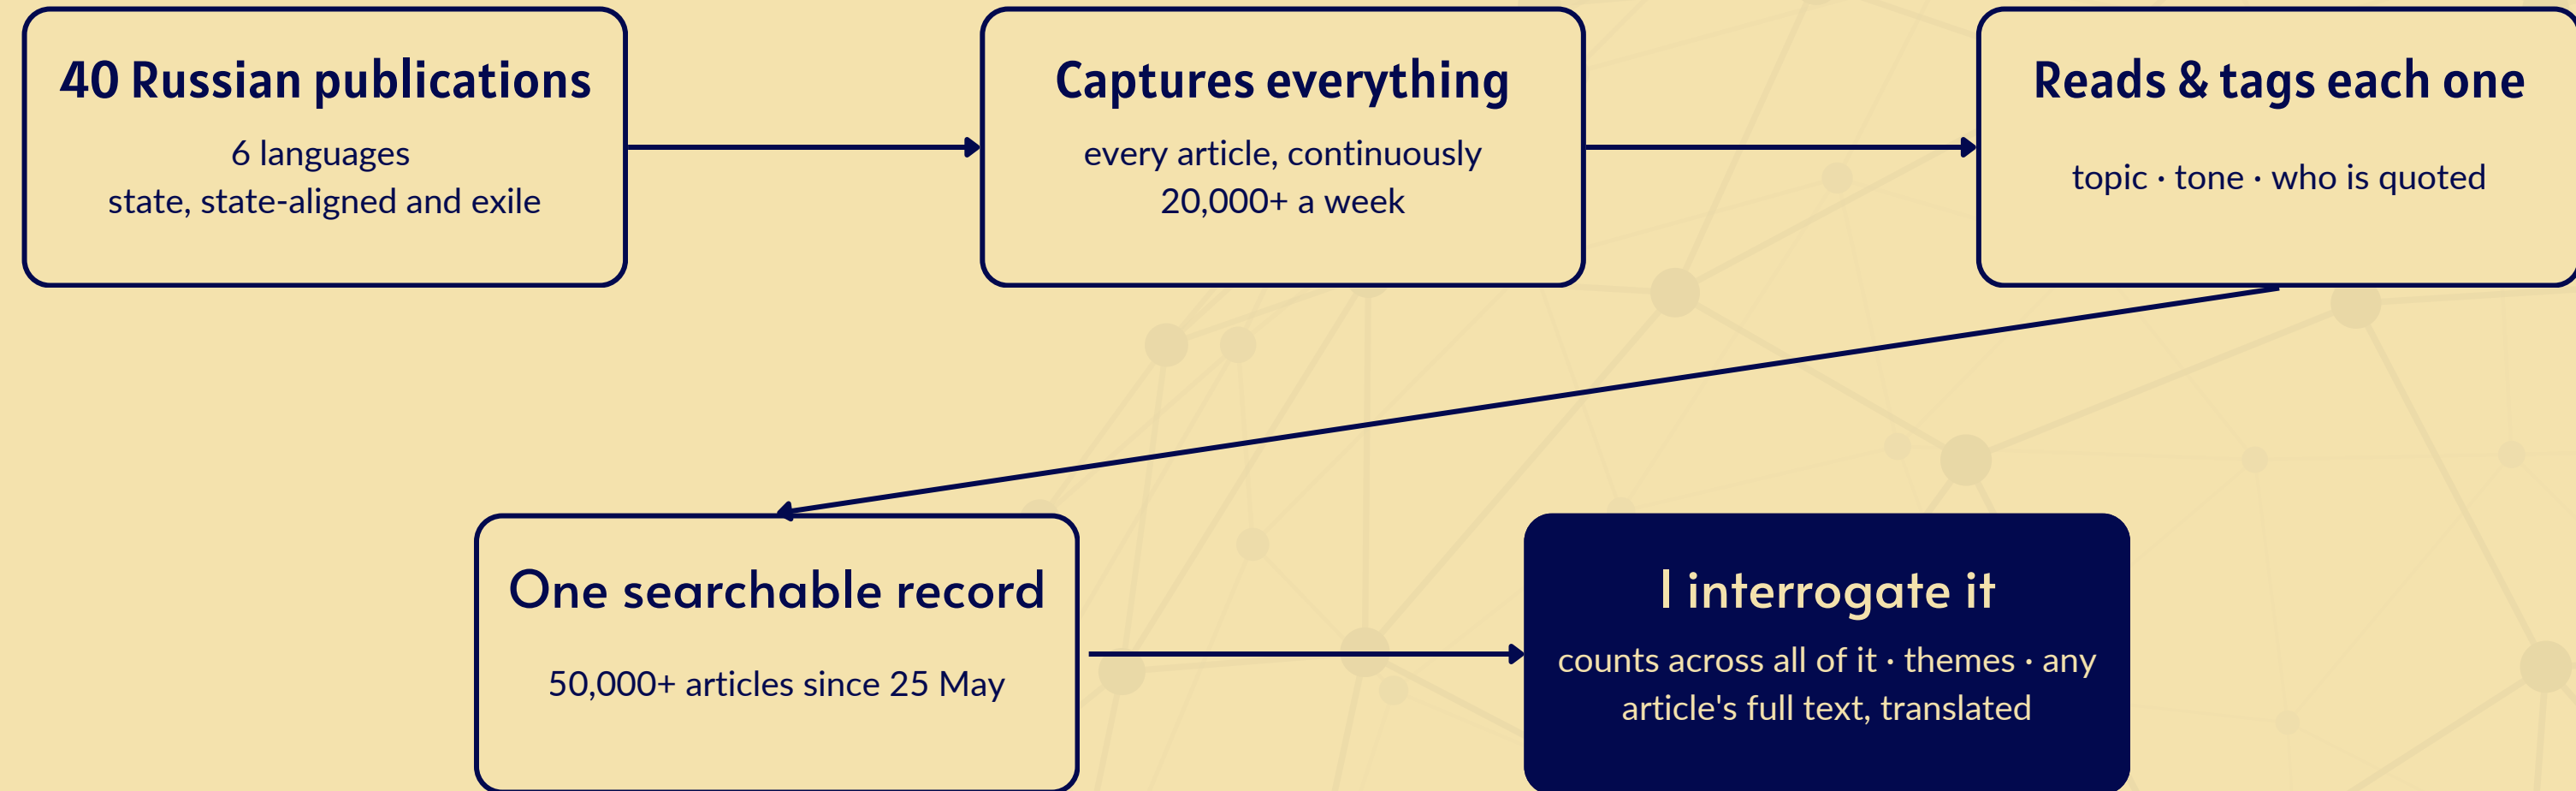 40 Russian publications
6 languages
state, state-aligned and exile
Captures everything
every article, continuously
20,000+ a week
Reads & tags each one
topic · tone · who is quoted
One searchable record
50,000+ articles since 25 May
I interrogate it
counts across all of it · themes · any
article's full text, translated